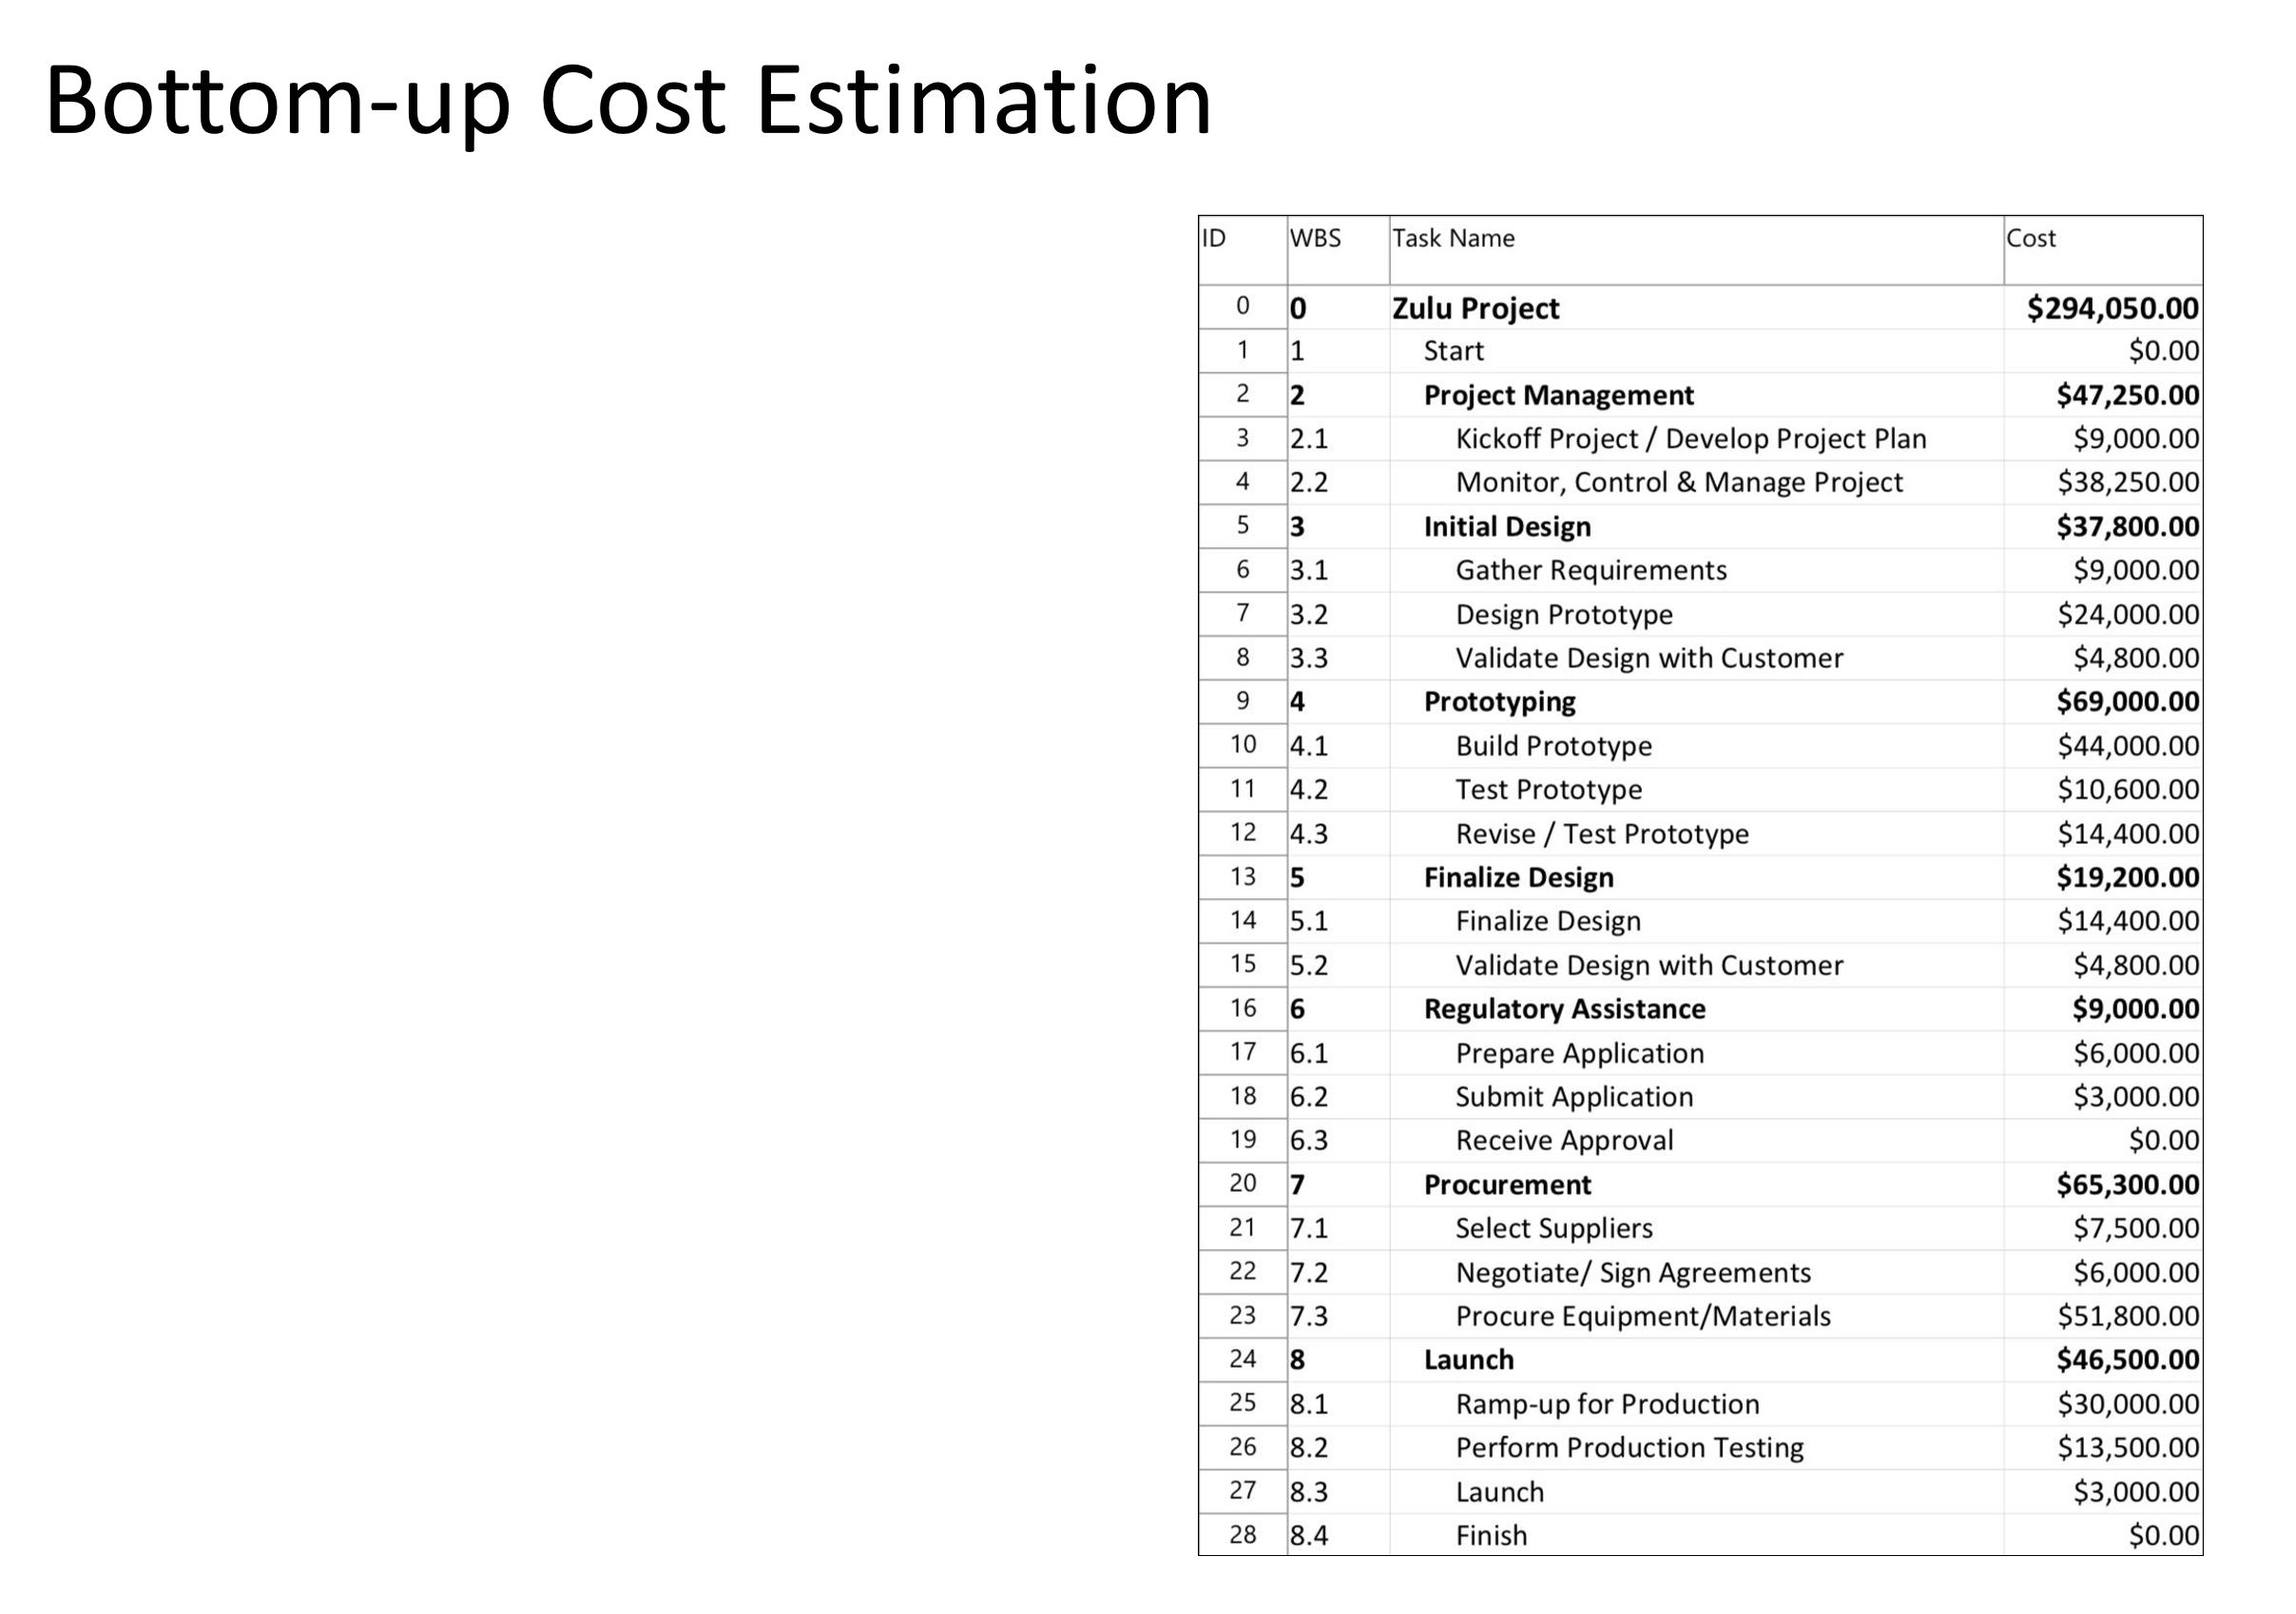 Bottom-up Cost Estimation
ID WBS Task Name Cost
0 0 Zulu Project $294,050.00
1 1 Start $0.00
2 2 Project Management $47,250.00
3 2.1 Kickoff Project / Develop Project Plan $9,000.00
4 2.2 Monitor, Control & Manage Project $38,250.00
5 3 Initial Design $37,800.00
6 3.1 Gather Requirements $9,000.00
7 3.2 Design Prototype $24,000.00
8 3.3 Validate Design with Customer $4,800.00
9 4 Prototyping $69,000.00
10 4.1 Build Prototype $44,000.00
11 4.2 Test Prototype $10,600.00
12 4.3 Revise / Test Prototype $14,400.00
13 5 Finalize Design $19,200.00
14 5.1 Finalize Design $14,400.00
15 5.2 Validate Design with Customer $4,800.00
16 6 Regulatory Assistance $9,000.00
17 6.1 Prepare Application $6,000.00
18 6.2 Submit Application $3,000.00
19 6.3 Receive Approval $0.00
20 7 Procurement $65,300.00
21 7.1 Select Suppliers $7,500.00
22 7.2 Negotiate/ Sign Agreements $6,000.00
23 7.3 Procure Equipment/Materials $51,800.00
24 8 Launch $46,500.00
25 8.1 Ramp-up for Production $30,000.00
26 8.2 Perform Production Testing $13,500.00
27 8.3 Launch $3,000.00
28 8.4 Finish $0.00